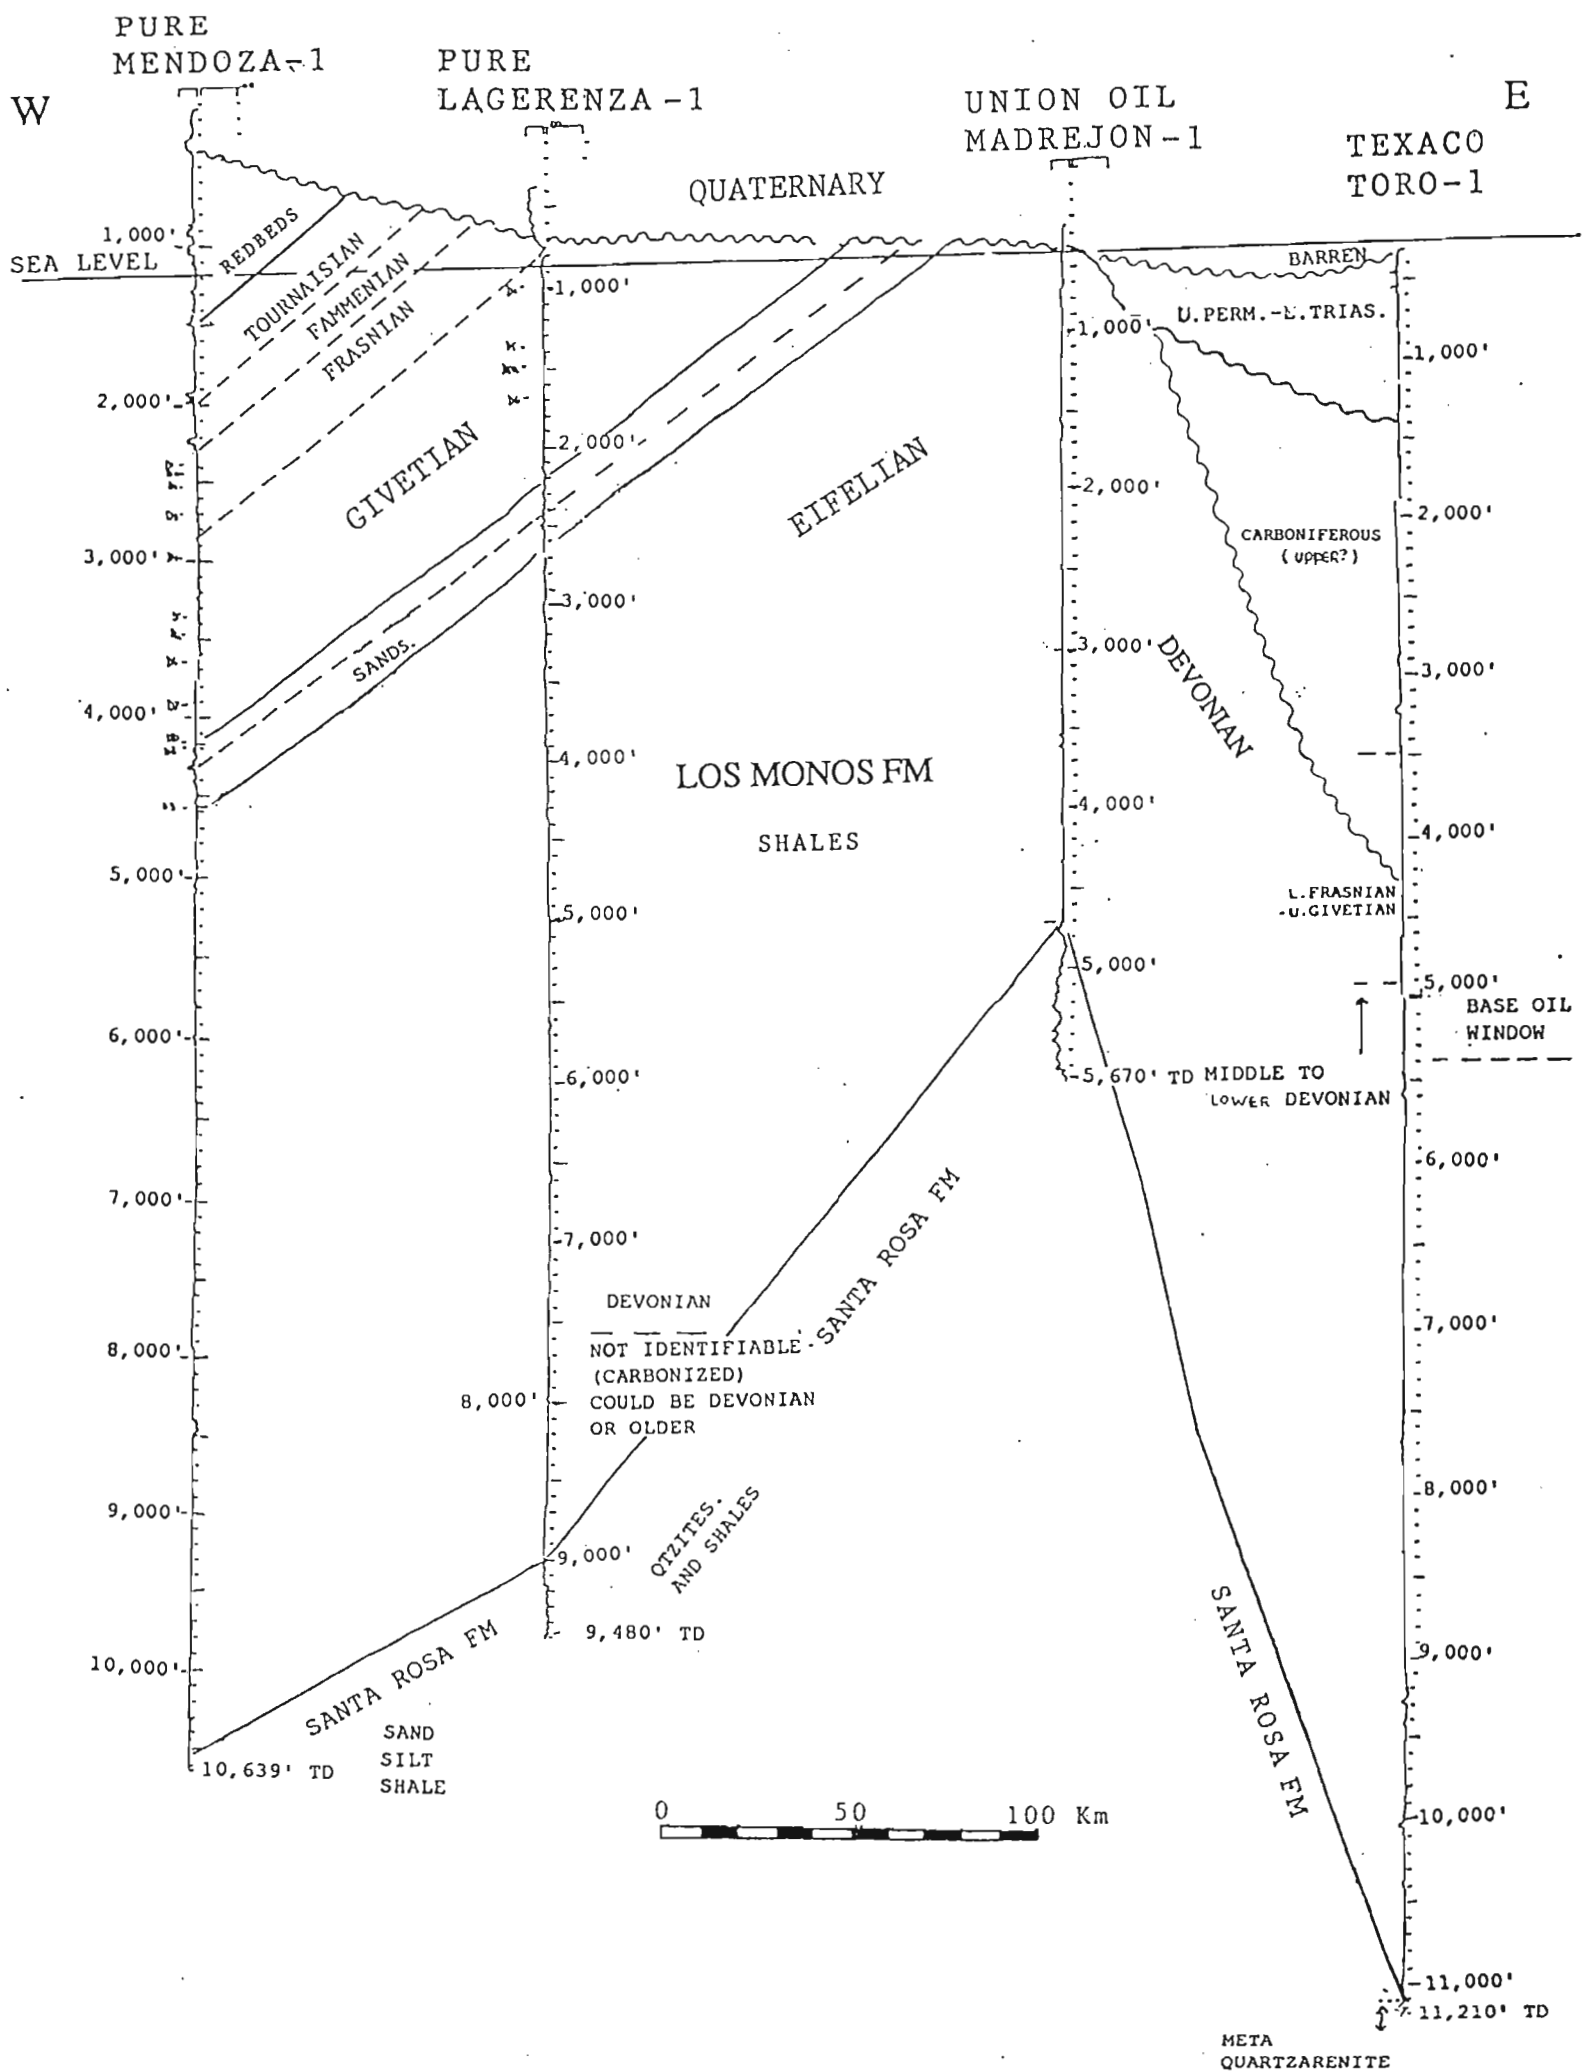 PURE
MENDOZA-1
PURE
LAGERENZA-1
UNION OIL
MADREJON-1
TEXACO
TORO-1
W
E
QUATERNARY
SEA LEVEL
REDBEDS
TOURNAISIAN
FAMMENIAN
FRASNIAN
GIVETIAN
SANDS.
EIFELIAN
LOS MONOS FM
SHALES
DEVONIAN
BARREN
U.PERM.-L.TRIAS.
CARBONIFEROUS
(UPPER?)
L.FRASNIAN
-U.GIVETIAN
BASE OIL
WINDOW
MIDDLE TO
LOWER DEVONIAN
1,000'
2,000'
3,000'
4,000'
5,000'
6,000'
7,000'
8,000'
9,000'
10,000'
10,639' TD
1,000'
2,000'
3,000'
4,000'
5,000'
6,000'
7,000'
8,000'
9,000'
9,480' TD
1,000'
2,000'
3,000'
4,000'
5,000'
5,670' TD
1,000'
2,000'
3,000'
4,000'
5,000'
6,000'
7,000'
8,000'
9,000'
10,000'
11,000'
11,210' TD
DEVONIAN
NOT IDENTIFIABLE
(CARBONIZED)
COULD BE DEVONIAN
OR OLDER
SANTA ROSA FM
QTZITES.
AND SHALES
SANTA ROSA FM
SAND
SILT
SHALE
SANTA ROSA FM
META
QUARTZARENITE
0 50 100 Km